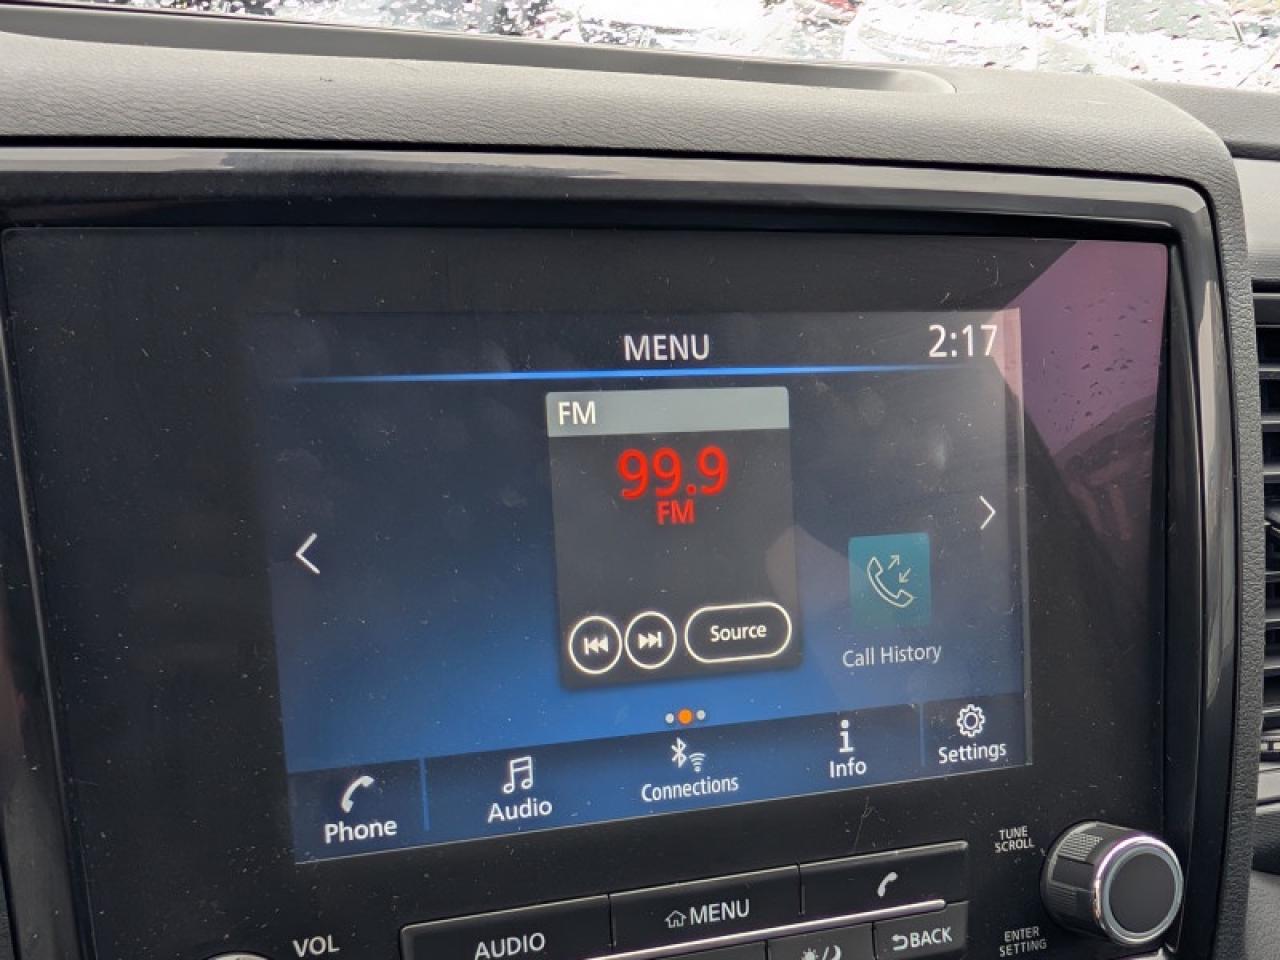 MENU
2:17
FM
99.9
FM
Source
Call History
Phone
Audio
Connections
Info
Settings
TUNE
SCROLL
MENU
VOL
AUDIO
BACK
ENTER
SETTING